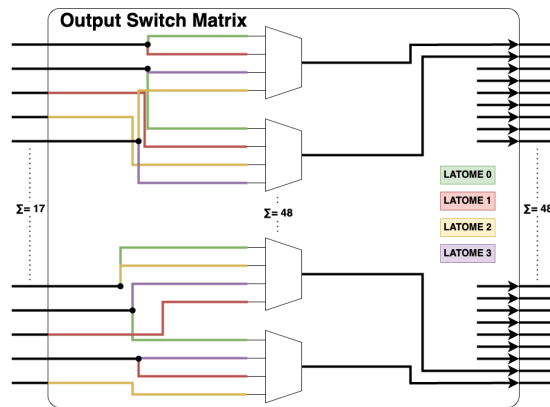 Output Switch Matrix
LATOME 0
LATOME 1
LATOME 2
LATOME 3
Σ= 17
Σ= 48
Σ= 48